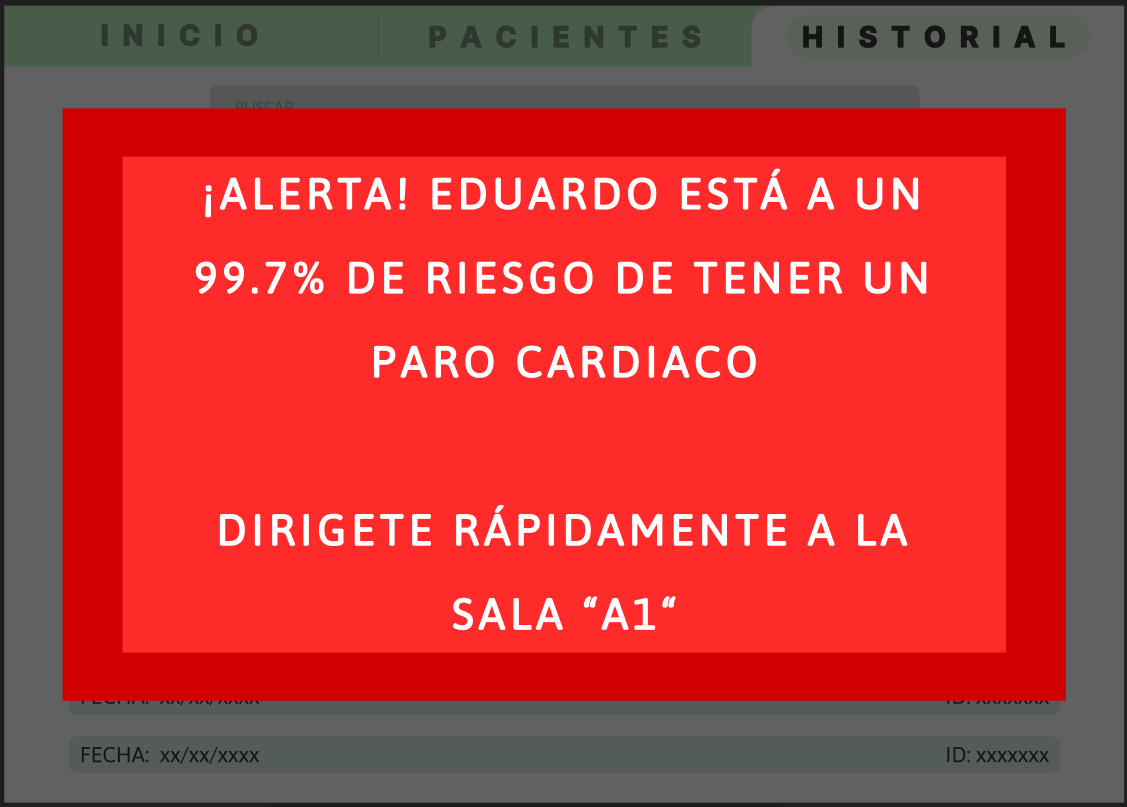 INICIO PACIENTES HISTORIAL
BUSCAR
¡ALERTA! EDUARDO ESTÁ A UN
99.7% DE RIESGO DE TENER UN
PARO CARDIACO
DIRIGETE RÁPIDAMENTE A LA
SALA “A1“
FECHA: xx/xx/xxxx ID: xxxxxxx
FECHA: xx/xx/xxxx ID: xxxxxxx